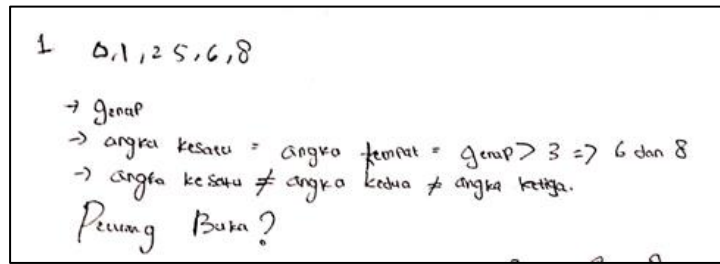 1 0,1,2 5,6,8
→ genap
→ angka kesatu = angka keempat = genap > 3 => 6 dan 8
→ angka kesatu ≠ angka kedua ≠ angka ketiga.
Peluang Buka?